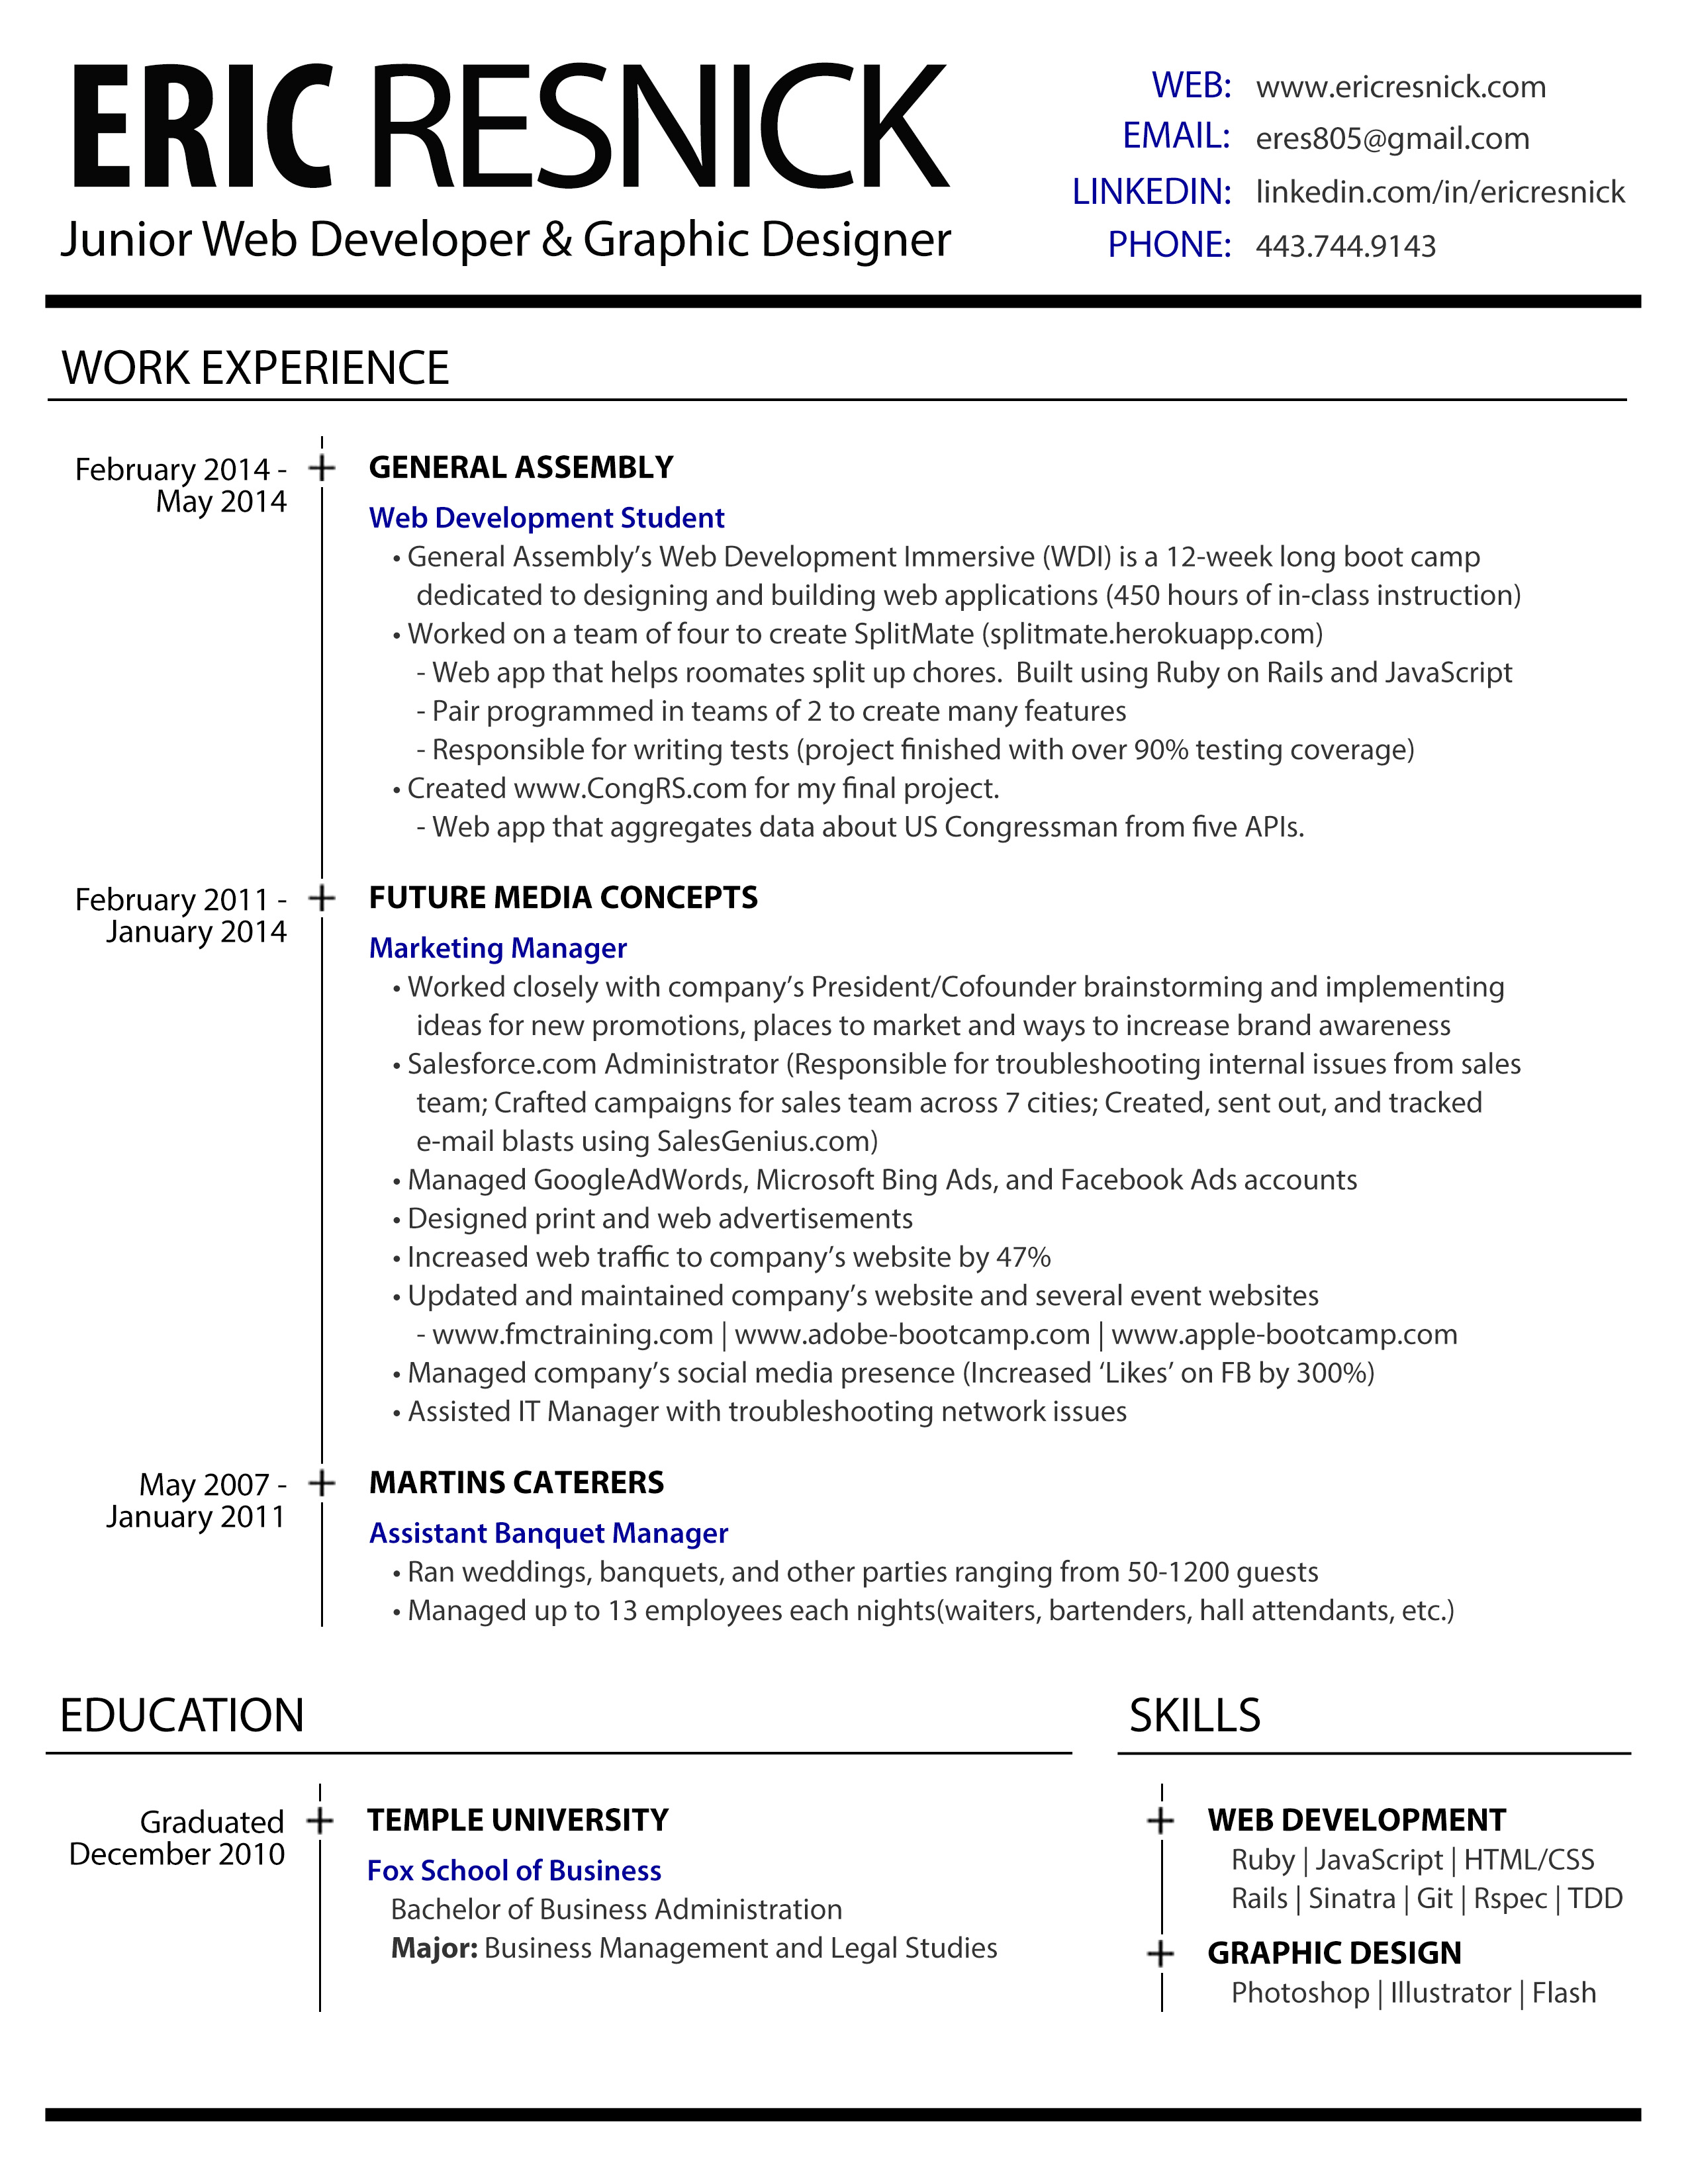 ERIC RESNICK
Junior Web Developer & Graphic Designer
WEB: www.ericresnick.com
EMAIL: eres805@gmail.com
LINKEDIN: linkedin.com/in/ericresnick
PHONE: 443.744.9143
WORK EXPERIENCE
February 2014 -
May 2014
GENERAL ASSEMBLY
Web Development Student
• General Assembly’s Web Development Immersive (WDI) is a 12-week long boot camp
dedicated to designing and building web applications (450 hours of in-class instruction)
• Worked on a team of four to create SplitMate (splitmate.herokuapp.com)
- Web app that helps roomates split up chores.  Built using Ruby on Rails and JavaScript
- Pair programmed in teams of 2 to create many features
- Responsible for writing tests (project finished with over 90% testing coverage)
• Created www.CongRS.com for my final project.
- Web app that aggregates data about US Congressman from five APIs.
February 2011 -
January 2014
FUTURE MEDIA CONCEPTS
Marketing Manager
• Worked closely with company’s President/Cofounder brainstorming and implementing
ideas for new promotions, places to market and ways to increase brand awareness
• Salesforce.com Administrator (Responsible for troubleshooting internal issues from sales
team; Crafted campaigns for sales team across 7 cities; Created, sent out, and tracked
e-mail blasts using SalesGenius.com)
• Managed GoogleAdWords, Microsoft Bing Ads, and Facebook Ads accounts
• Designed print and web advertisements
• Increased web traffic to company’s website by 47%
• Updated and maintained company’s website and several event websites
- www.fmctraining.com | www.adobe-bootcamp.com | www.apple-bootcamp.com
• Managed company’s social media presence (Increased ‘Likes’ on FB by 300%)
• Assisted IT Manager with troubleshooting network issues
May 2007 -
January 2011
MARTINS CATERERS
Assistant Banquet Manager
• Ran weddings, banquets, and other parties ranging from 50-1200 guests
• Managed up to 13 employees each nights(waiters, bartenders, hall attendants, etc.)
EDUCATION
Graduated
December 2010
TEMPLE UNIVERSITY
Fox School of Business
Bachelor of Business Administration
Major: Business Management and Legal Studies
SKILLS
WEB DEVELOPMENT
Ruby | JavaScript | HTML/CSS
Rails | Sinatra | Git | Rspec | TDD
GRAPHIC DESIGN
Photoshop | Illustrator | Flash